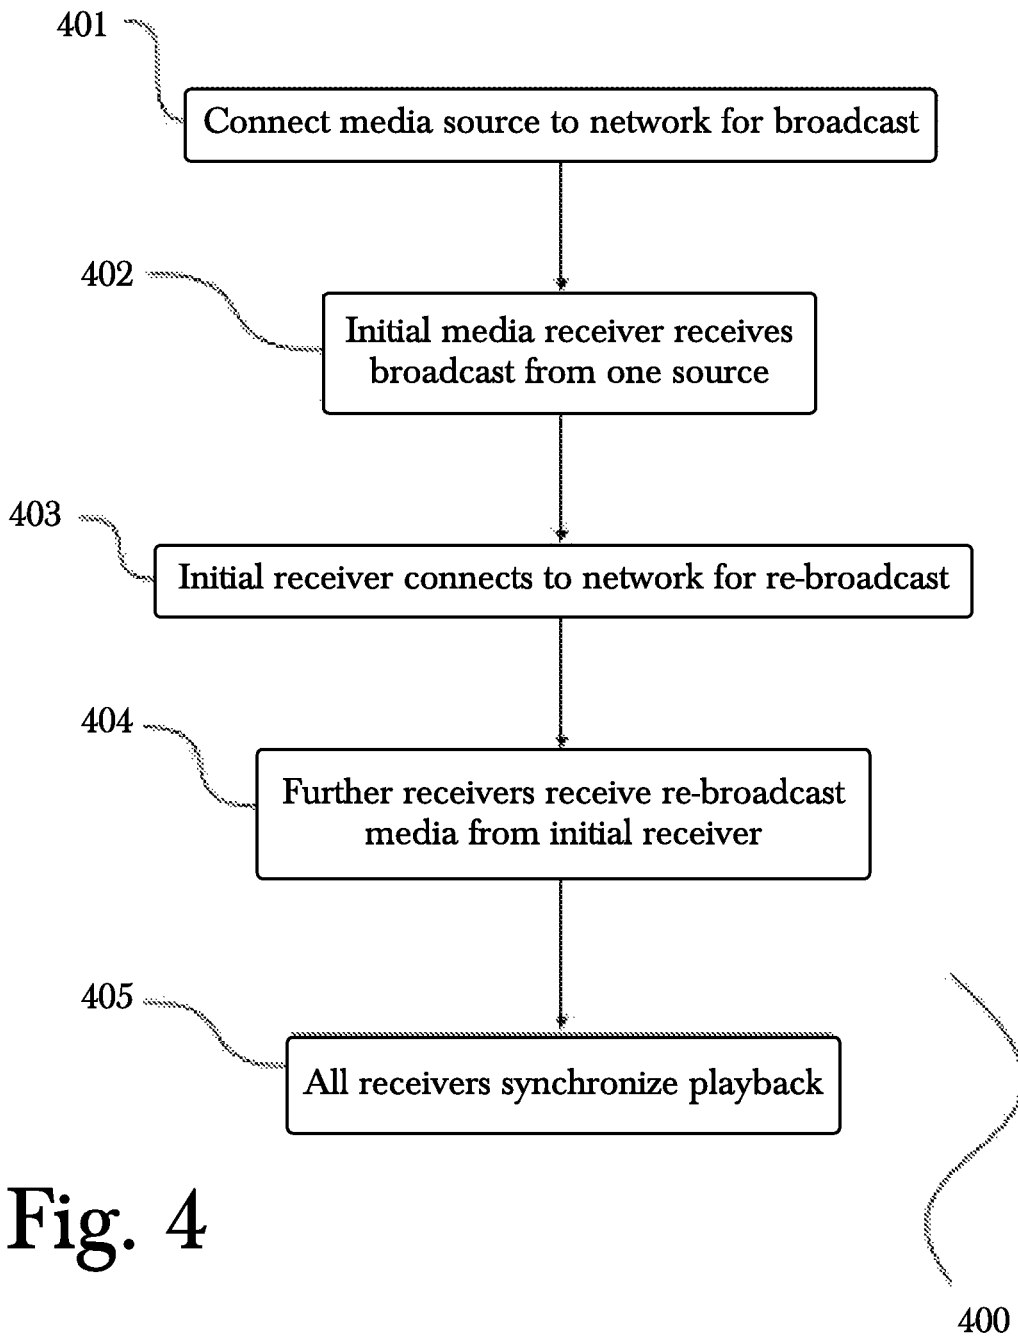 401
Connect media source to network for broadcast
402
Initial media receiver receives
broadcast from one source
403
Initial receiver connects to network for re-broadcast
404
Further receivers receive re-broadcast
media from initial receiver
405
All receivers synchronize playback
Fig. 4
400